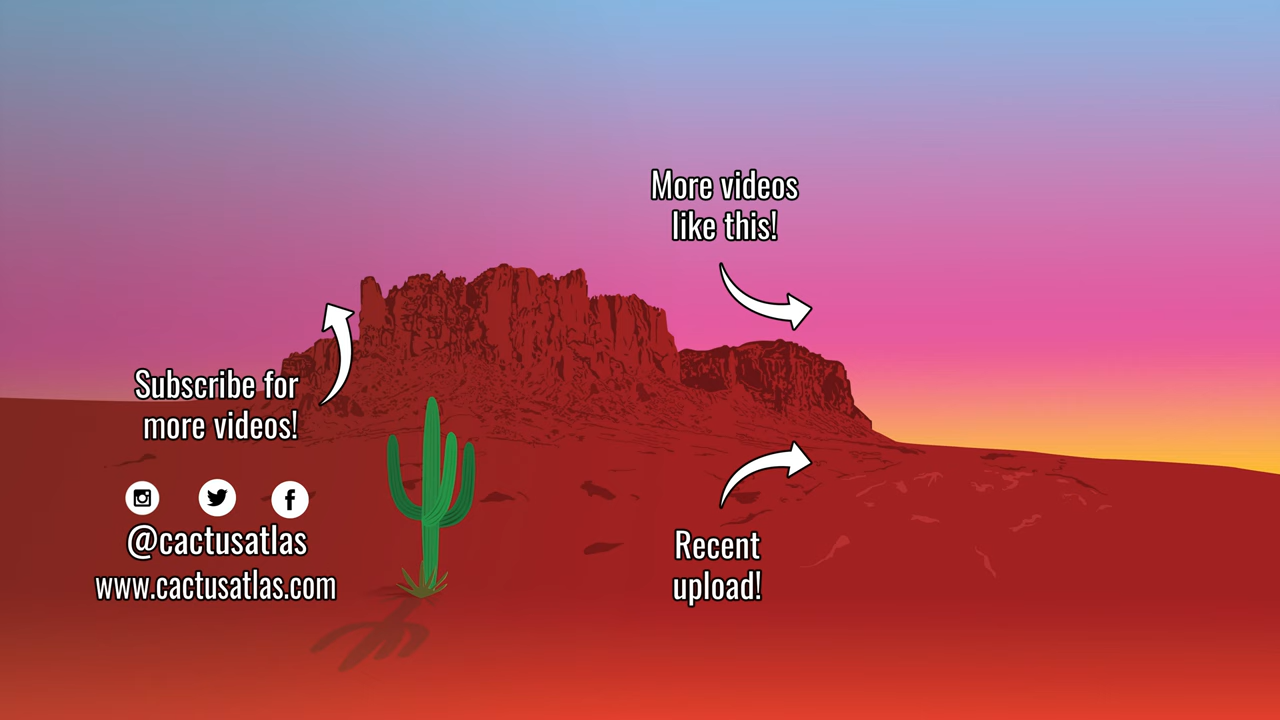 More videos
like this!
Subscribe for
more videos!
@cactusatlas
www.cactusatlas.com
Recent
upload!